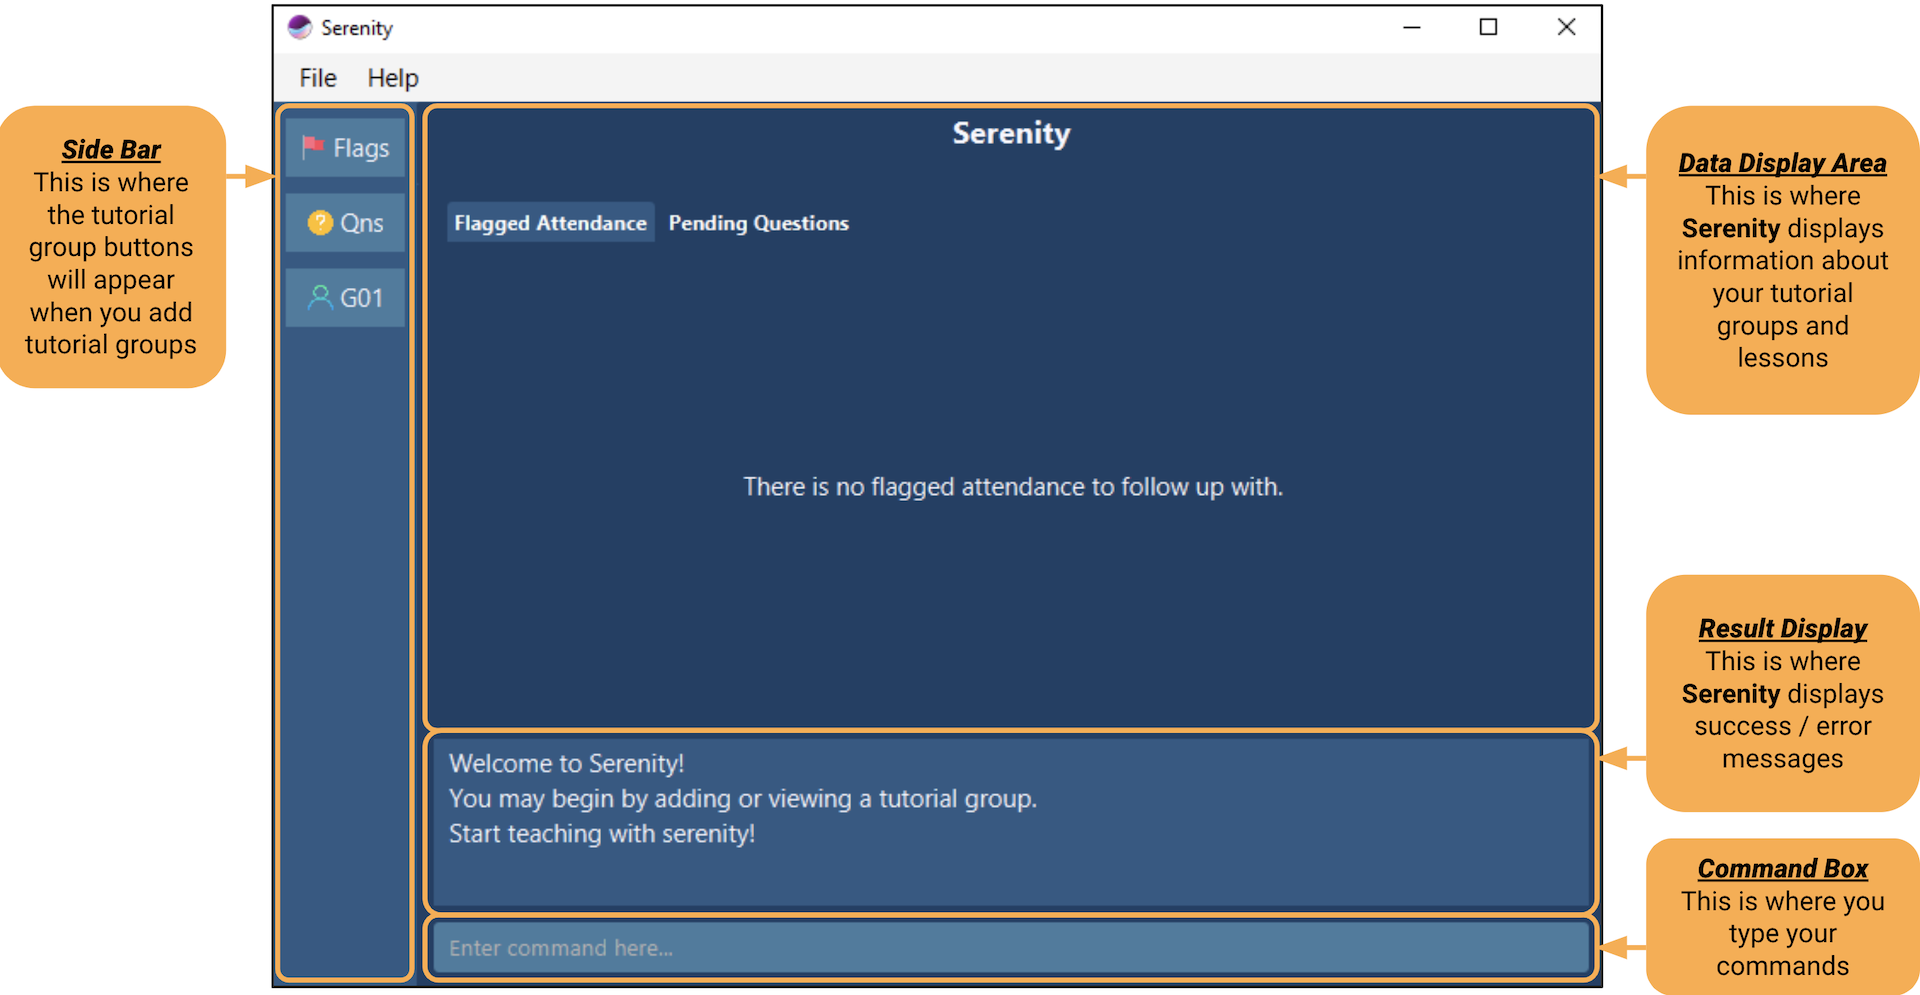 Serenity
File Help
Side Bar
This is where
the tutorial
group buttons
will appear
when you add
tutorial groups
Flags
Qns
G01
Serenity
Flagged Attendance Pending Questions
There is no flagged attendance to follow up with.
Welcome to Serenity!
You may begin by adding or viewing a tutorial group.
Start teaching with serenity!
Enter command here...
Data Display Area
This is where
Serenity displays
information about
your tutorial
groups and
lessons
Result Display
This is where
Serenity displays
success / error
messages
Command Box
This is where you
type your
commands